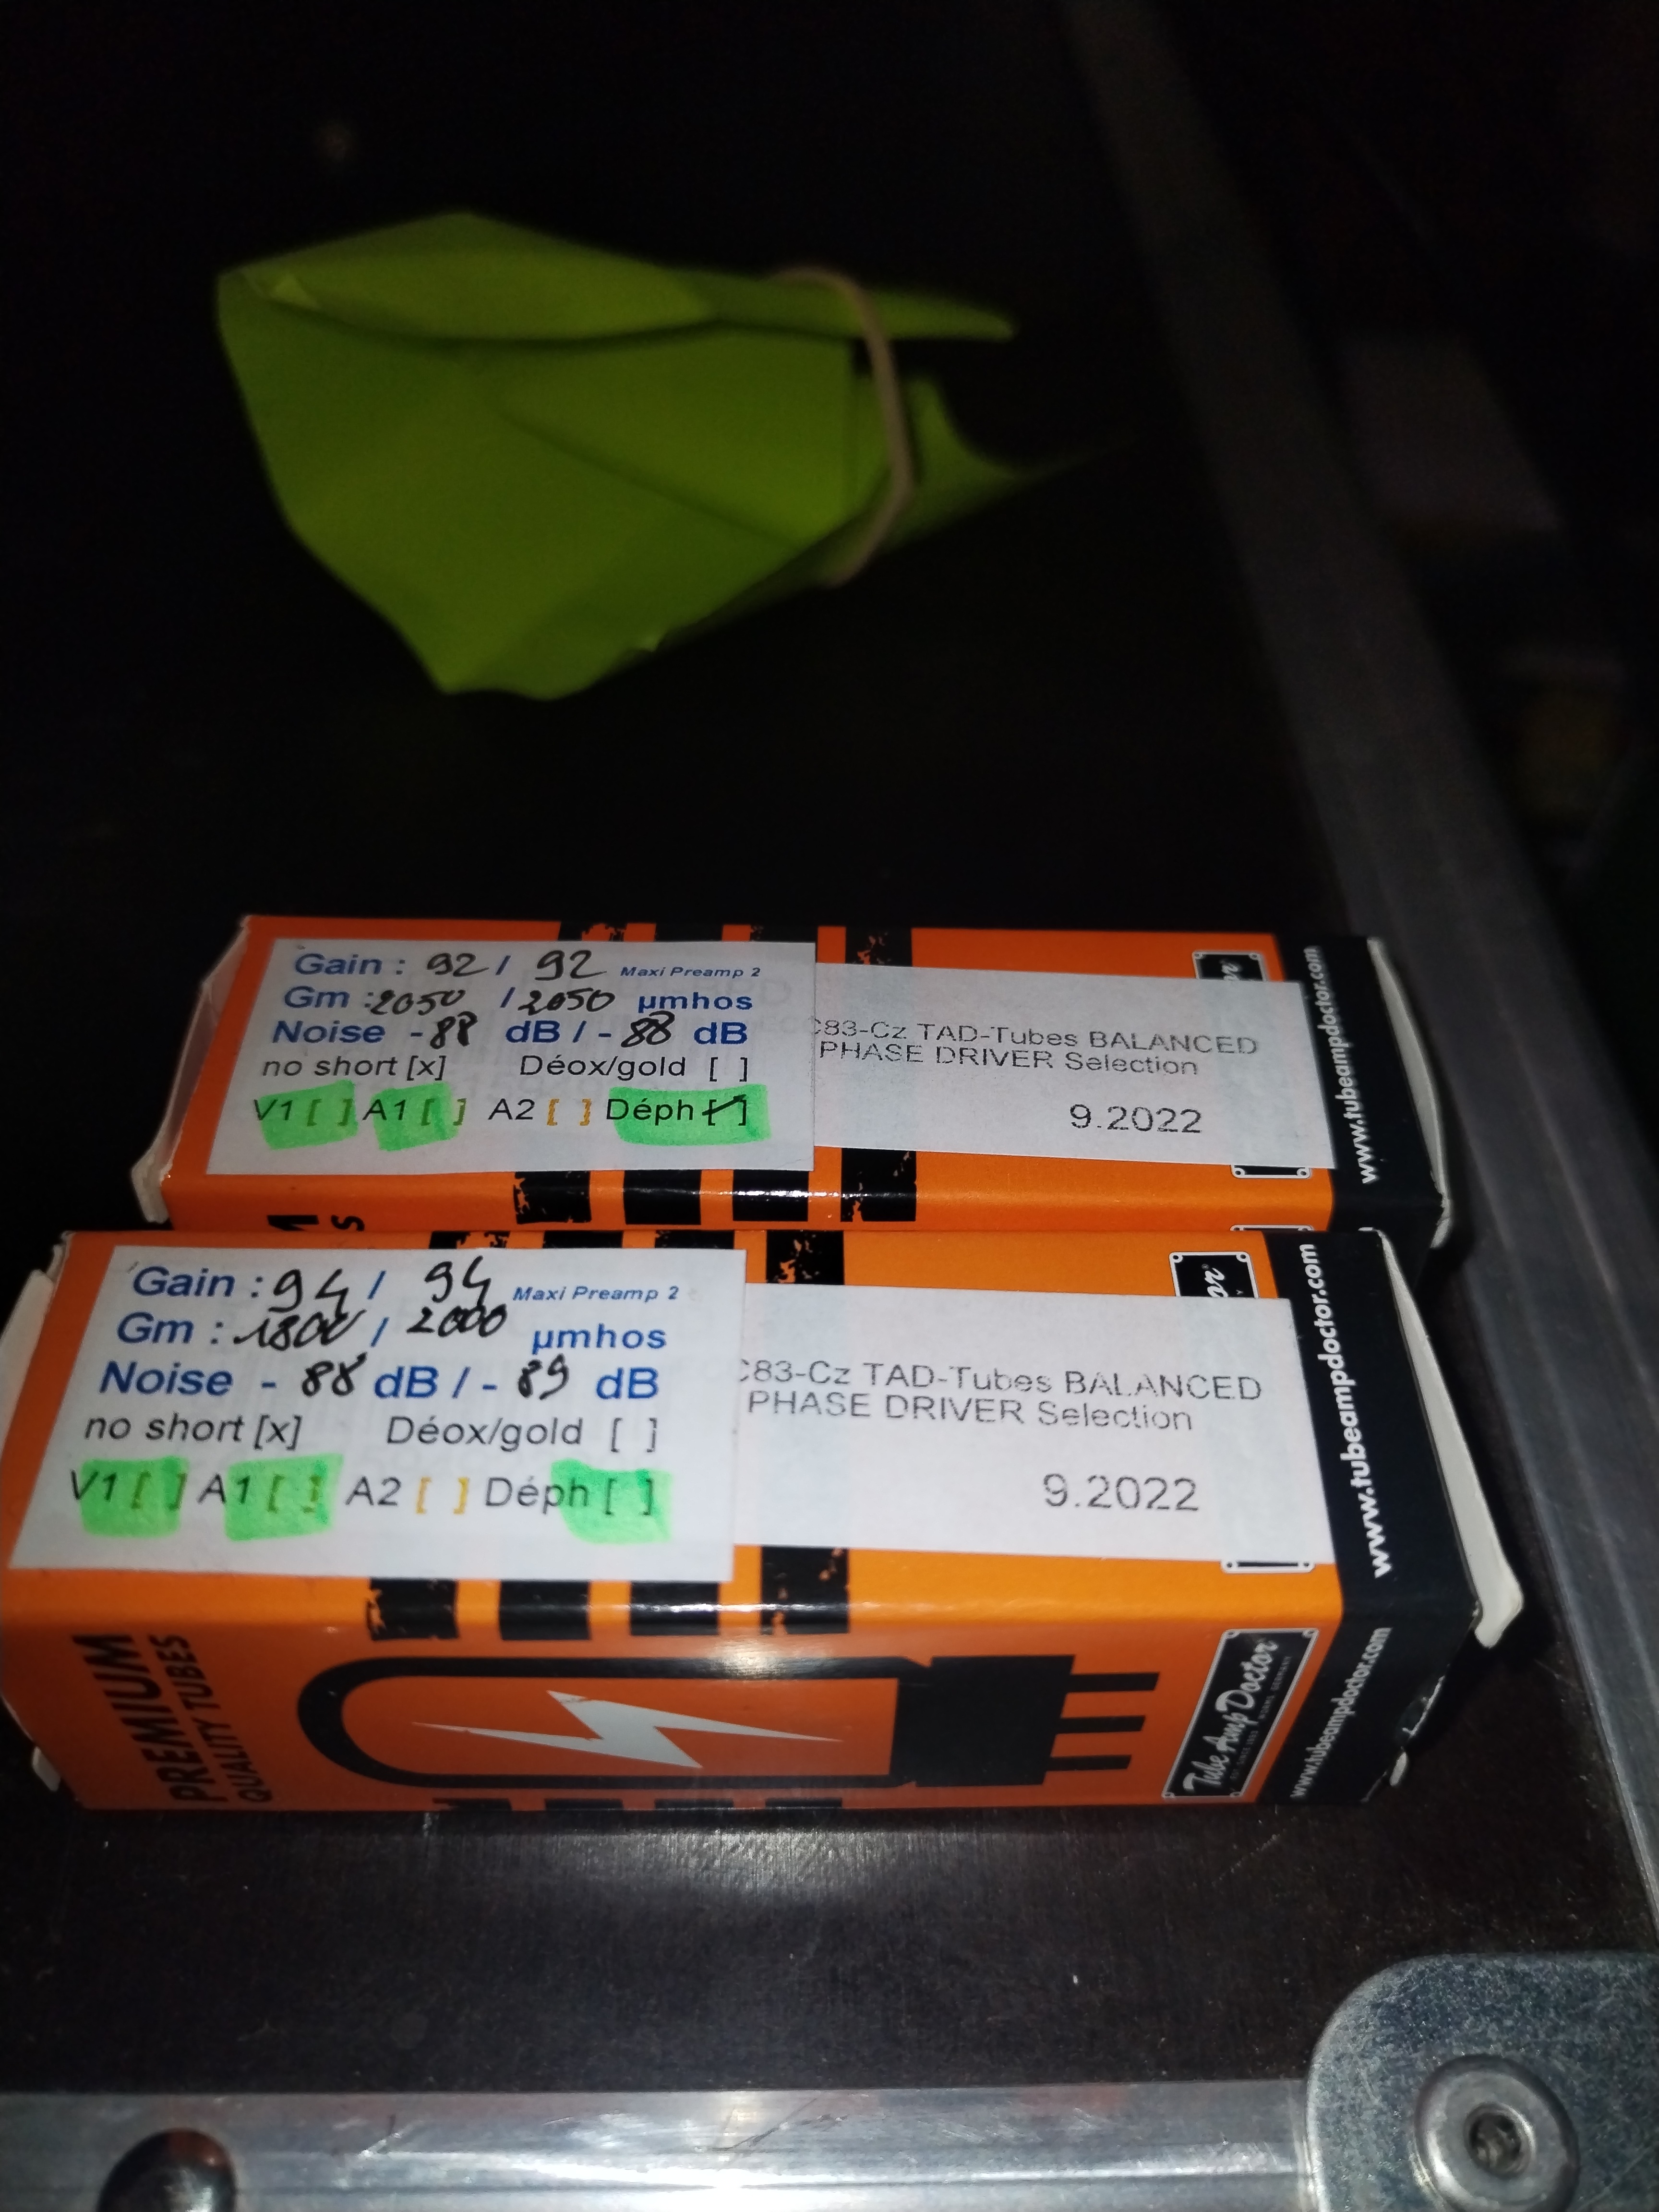 Gain : 92 / 92 Maxi Preamp 2
Gm : 2050 / 2050 µmhos
Noise - 88 dB / - 88 dB
no short [x] Déox/gold [ ]
V1 [ ] A1 [ ] A2 [ ] Déph [✓]
C83-Cz TAD-Tubes BALANCED
PHASE DRIVER Selection
9.2022
www.tubeampdoctor.com
Gain : 94 / 94 Maxi Preamp 2
Gm : 1800 / 2000 µmhos
Noise - 88 dB / - 89 dB
no short [x] Déox/gold [ ]
V1 [ ] A1 [ ] A2 [ ] Déph [ ]
C83-Cz TAD-Tubes BALANCED
PHASE DRIVER Selection
9.2022
www.tubeampdoctor.com
PREMIUM
QUALITY TUBES
Tube Amp Doctor
www.tubeampdoctor.com